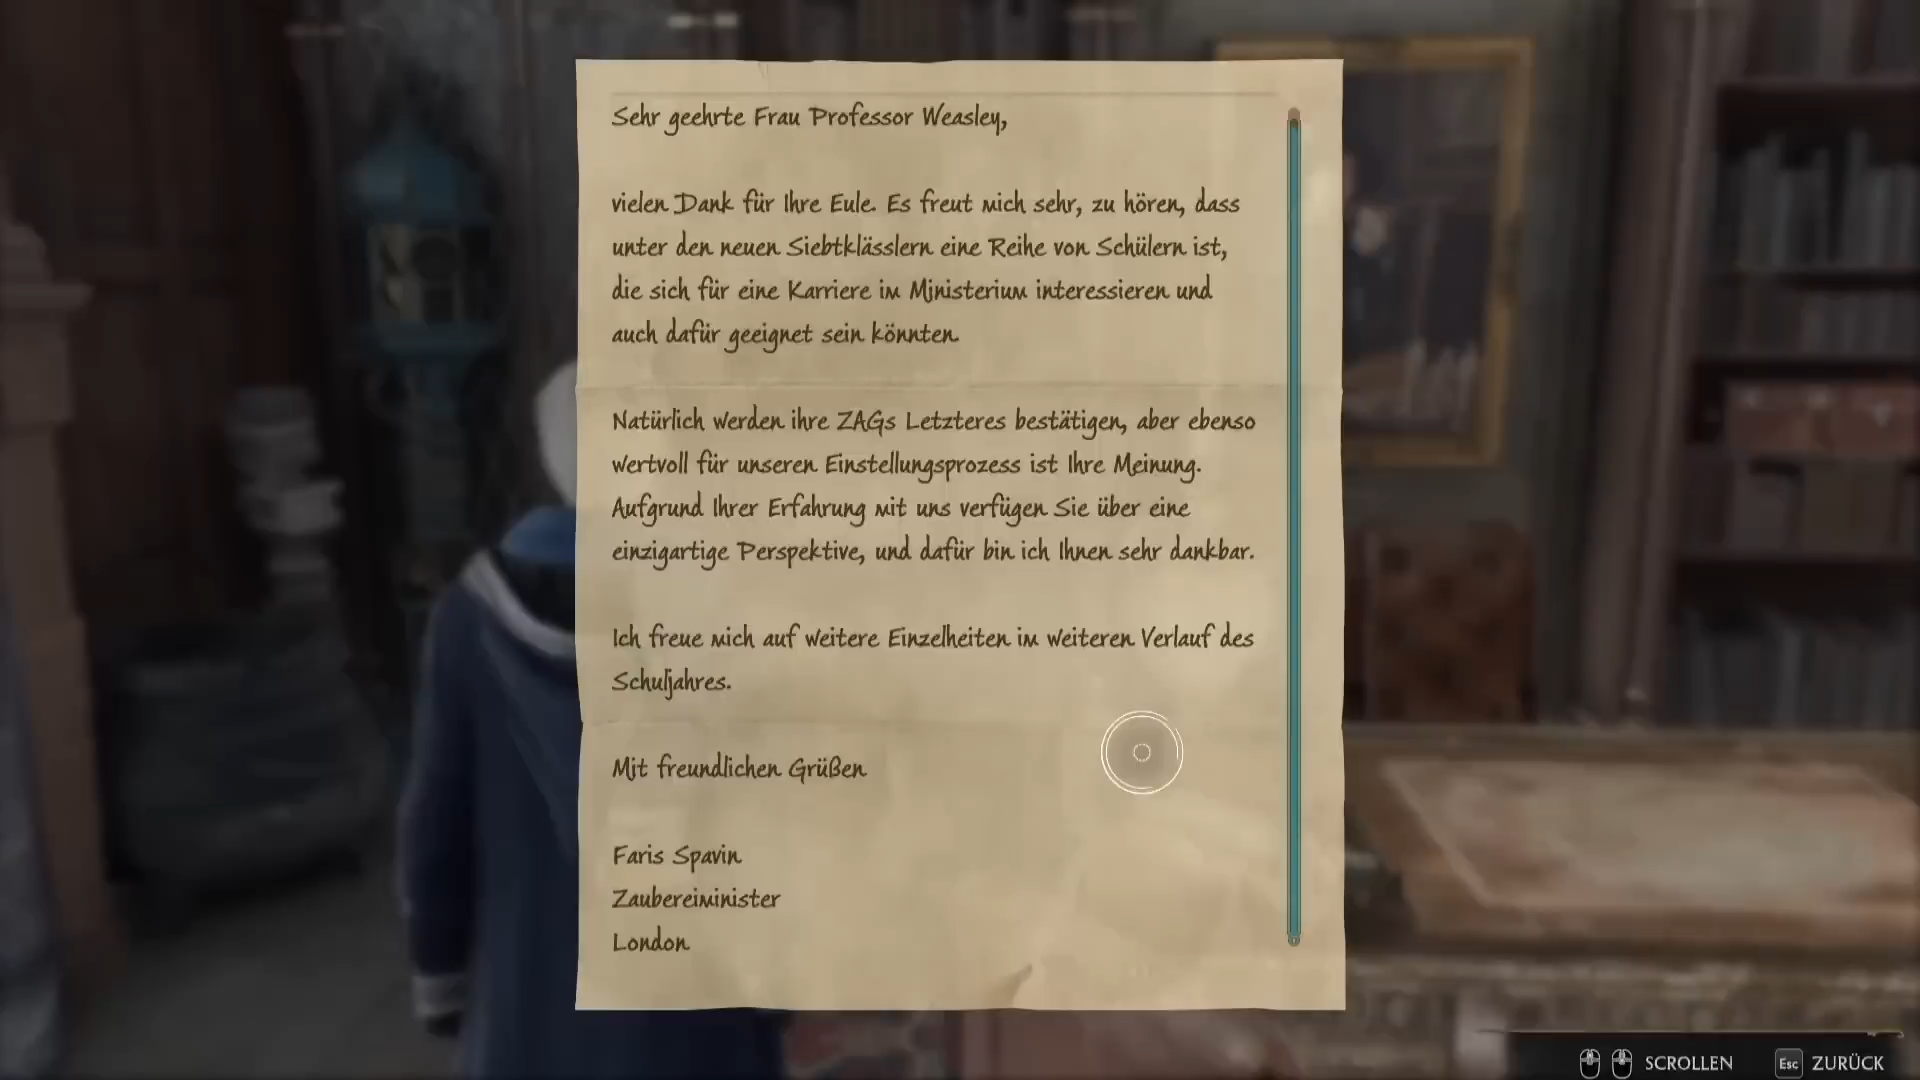 Sehr geehrte Frau Professor Weasley,
vielen Dank für Ihre Eule. Es freut mich sehr, zu hören, dass
unter den neuen Siebtklässlern eine Reihe von Schülern ist,
die sich für eine Karriere im Ministerium interessieren und
auch dafür geeignet sein könnten.
Natürlich werden ihre ZAGs Letzteres bestätigen, aber ebenso
wertvoll für unseren Einstellungsprozess ist Ihre Meinung.
Aufgrund Ihrer Erfahrung mit uns verfügen Sie über eine
einzigartige Perspektive, und dafür bin ich Ihnen sehr dankbar.
Ich freue mich auf weitere Einzelheiten im weiteren Verlauf des
Schuljahres.
Mit freundlichen Grüßen
Faris Spavin
Zaubereiminister
London
SCROLLEN Esc ZURÜCK